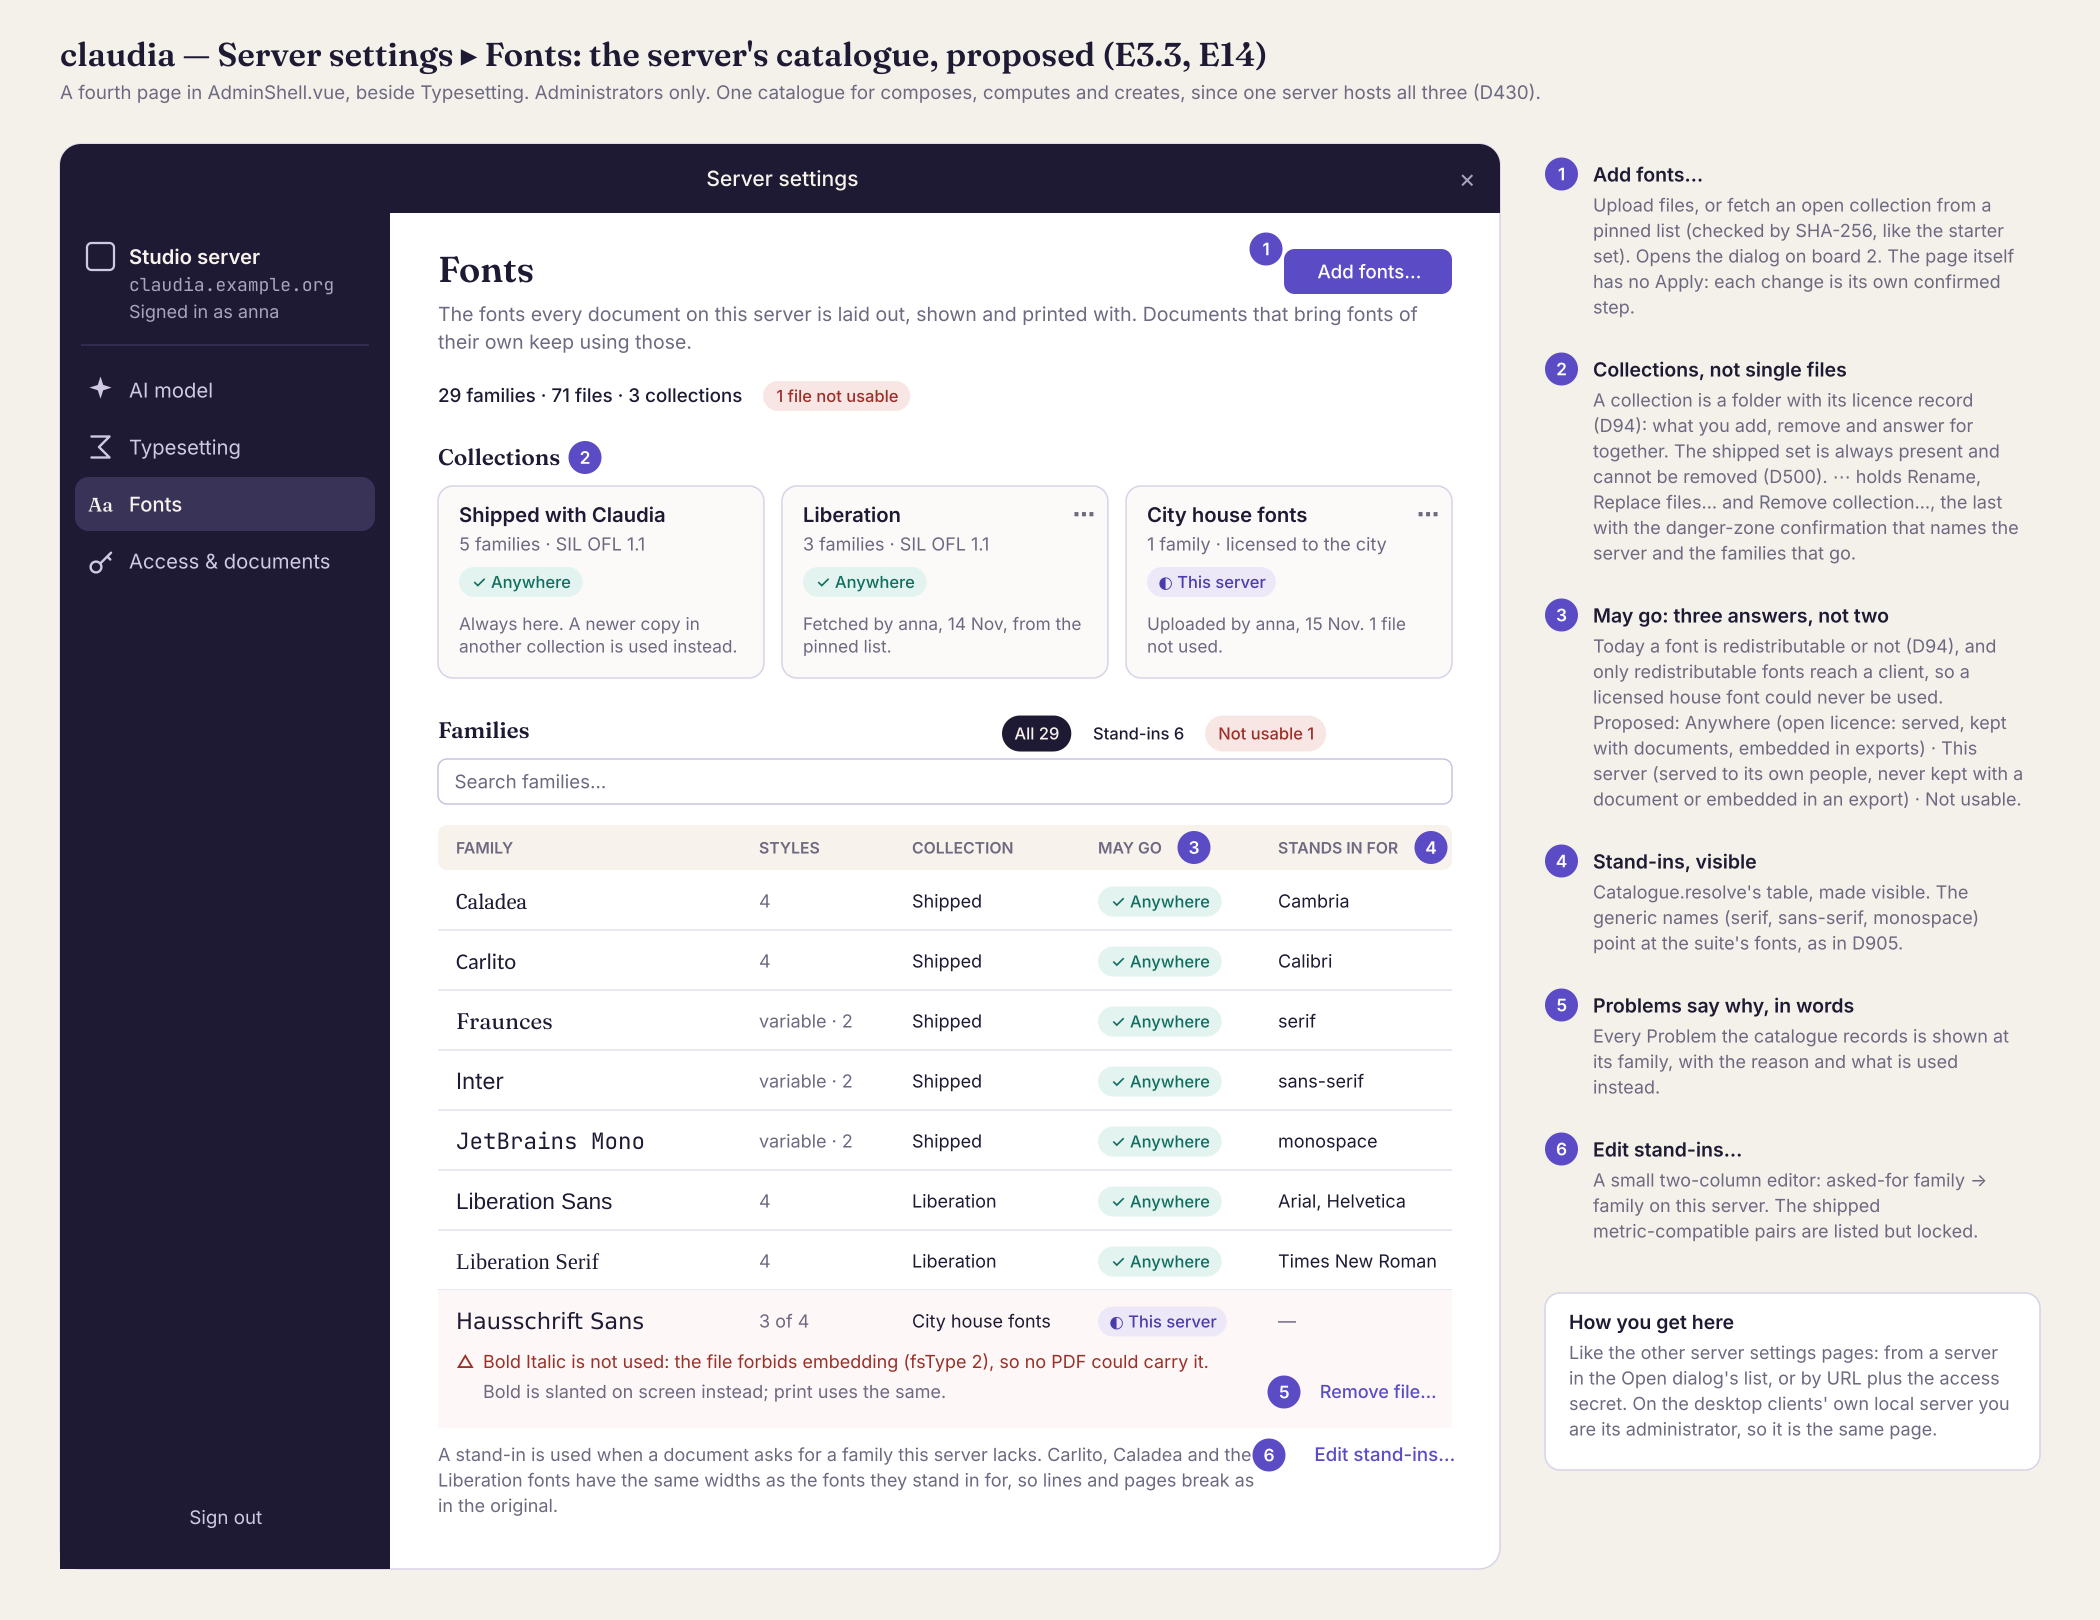 claudia — Server settings ▸ Fonts: the server's catalogue, proposed (E3.3, E14)
A fourth page in AdminShell.vue, beside Typesetting. Administrators only. One catalogue for composes, computes and creates, since one server hosts all three (D430).
Server settings
×
Studio server
claudia.example.org
Signed in as anna
AI model
Typesetting
Aa Fonts
Access & documents
Sign out
Fonts
1
Add fonts…
The fonts every document on this server is laid out, shown and printed with. Documents that bring fonts of
their own keep using those.
29 families · 71 files · 3 collections 1 file not usable
Collections 2
Shipped with Claudia
5 families · SIL OFL 1.1
✓ Anywhere
Always here. A newer copy in
another collection is used instead.
Liberation ⋯
3 families · SIL OFL 1.1
✓ Anywhere
Fetched by anna, 14 Nov, from the
pinned list.
City house fonts ⋯
1 family · licensed to the city
◐ This server
Uploaded by anna, 15 Nov. 1 file
not used.
Families All 29 Stand-ins 6 Not usable 1
Search families…
FAMILY STYLES COLLECTION MAY GO 3 STANDS IN FOR 4
Caladea 4 Shipped ✓ Anywhere Cambria
Carlito 4 Shipped ✓ Anywhere Calibri
Fraunces variable · 2 Shipped ✓ Anywhere serif
Inter variable · 2 Shipped ✓ Anywhere sans-serif
JetBrains Mono variable · 2 Shipped ✓ Anywhere monospace
Liberation Sans 4 Liberation ✓ Anywhere Arial, Helvetica
Liberation Serif 4 Liberation ✓ Anywhere Times New Roman
Hausschrift Sans 3 of 4 City house fonts ◐ This server —
△ Bold Italic is not used: the file forbids embedding (fsType 2), so no PDF could carry it.
Bold is slanted on screen instead; print uses the same. 5 Remove file…
A stand-in is used when a document asks for a family this server lacks. Carlito, Caladea and the 6 Edit stand-ins…
Liberation fonts have the same widths as the fonts they stand in for, so lines and pages break as
in the original.
1 Add fonts…
Upload files, or fetch an open collection from a
pinned list (checked by SHA-256, like the starter
set). Opens the dialog on board 2. The page itself
has no Apply: each change is its own confirmed
step.
2 Collections, not single files
A collection is a folder with its licence record
(D94): what you add, remove and answer for
together. The shipped set is always present and
cannot be removed (D500). ⋯ holds Rename,
Replace files… and Remove collection…, the last
with the danger-zone confirmation that names the
server and the families that go.
3 May go: three answers, not two
Today a font is redistributable or not (D94), and
only redistributable fonts reach a client, so a
licensed house font could never be used.
Proposed: Anywhere (open licence: served, kept
with documents, embedded in exports) · This
server (served to its own people, never kept with a
document or embedded in an export) · Not usable.
4 Stand-ins, visible
Catalogue.resolve's table, made visible. The
generic names (serif, sans-serif, monospace)
point at the suite's fonts, as in D905.
5 Problems say why, in words
Every Problem the catalogue records is shown at
its family, with the reason and what is used
instead.
6 Edit stand-ins…
A small two-column editor: asked-for family →
family on this server. The shipped
metric-compatible pairs are listed but locked.
How you get here
Like the other server settings pages: from a server
in the Open dialog's list, or by URL plus the access
secret. On the desktop clients' own local server you
are its administrator, so it is the same page.